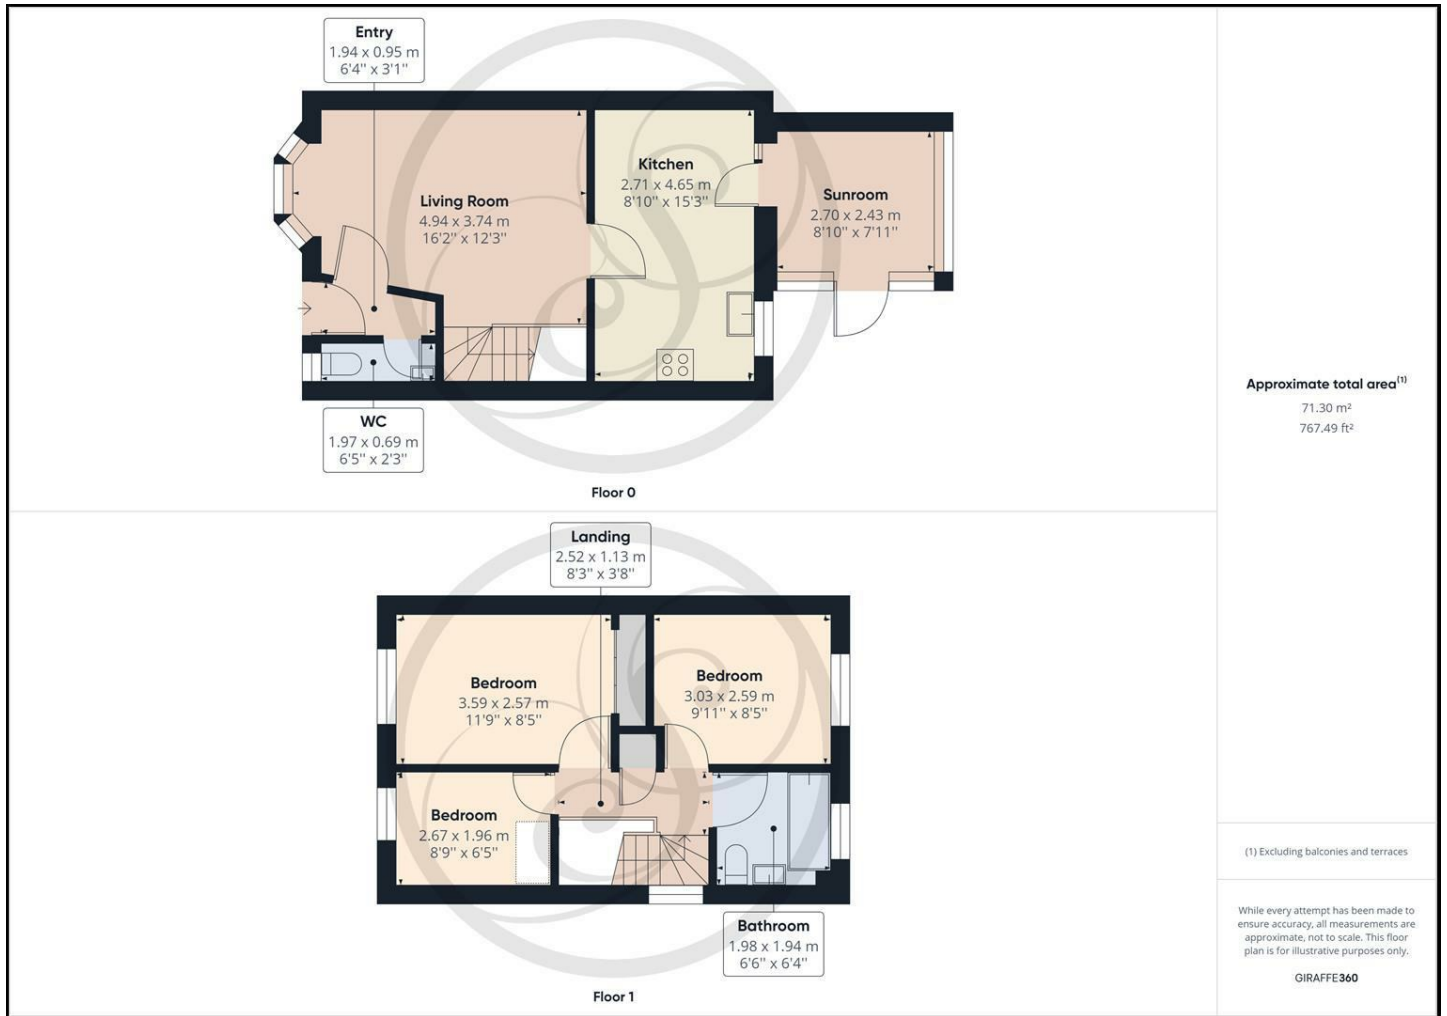 Entry
1.94 x 0.95 m
6'4" x 3'1"
Living Room
4.94 x 3.74 m
16'2" x 12'3"
Kitchen
2.71 x 4.65 m
8'10" x 15'3"
Sunroom
2.70 x 2.43 m
8'10" x 7'11"
WC
1.97 x 0.69 m
6'5" x 2'3"
Floor 0
Landing
2.52 x 1.13 m
8'3" x 3'8"
Bedroom
3.59 x 2.57 m
11'9" x 8'5"
Bedroom
3.03 x 2.59 m
9'11" x 8'5"
Bedroom
2.67 x 1.96 m
8'9" x 6'5"
Bathroom
1.98 x 1.94 m
6'6" x 6'4"
Floor 1
Approximate total area(1)
71.30 m²
767.49 ft²
(1) Excluding balconies and terraces
While every attempt has been made to
ensure accuracy, all measurements are
approximate, not to scale. This floor
plan is for illustrative purposes only.
GIRAFFE360